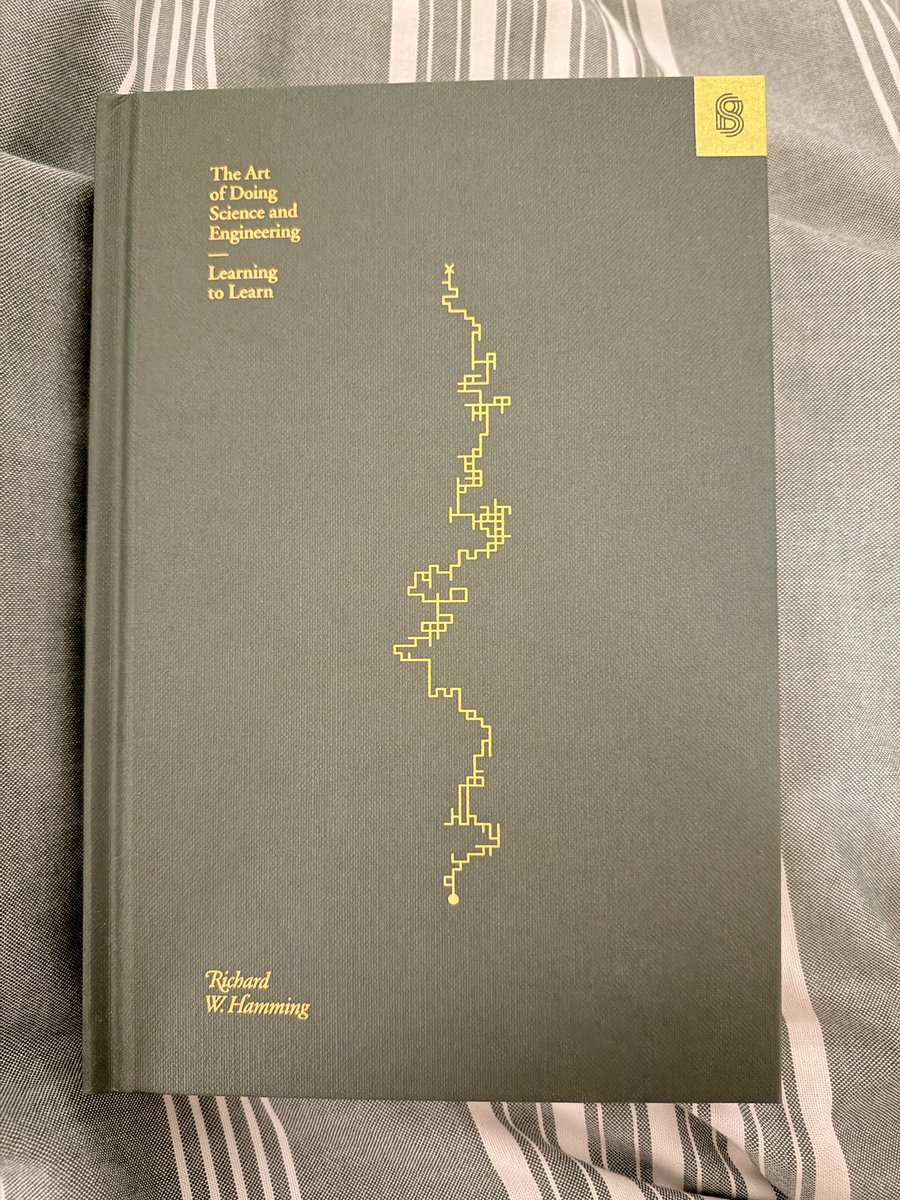 The Art
of Doing
Science and
Engineering
—
Learning
to Learn
Richard
W. Hamming